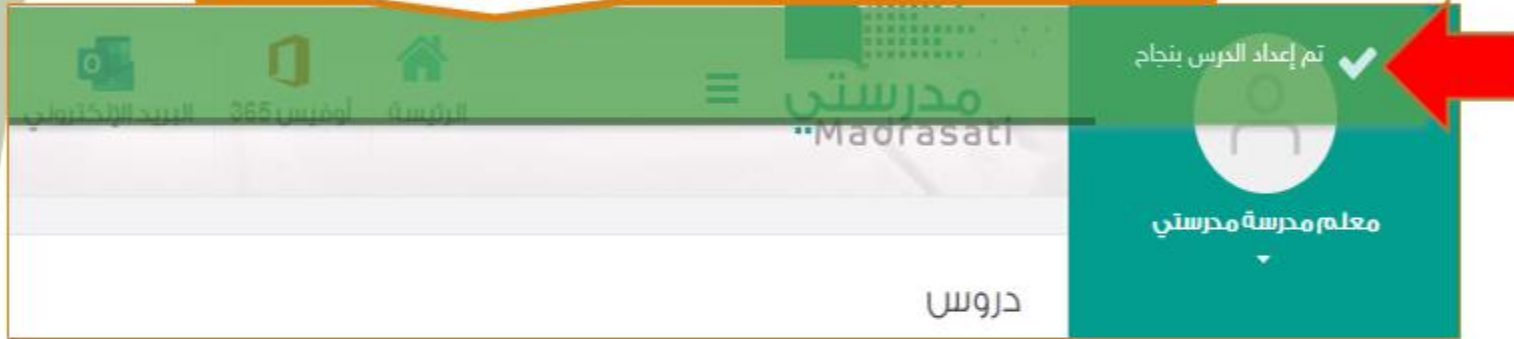 تم إعداد الدرس بنجاح
مدرستي
Madrasati
الرئيسة
أوفيس 365
البريد الإلكتروني
معلم مدرسة مدرستي
دروس